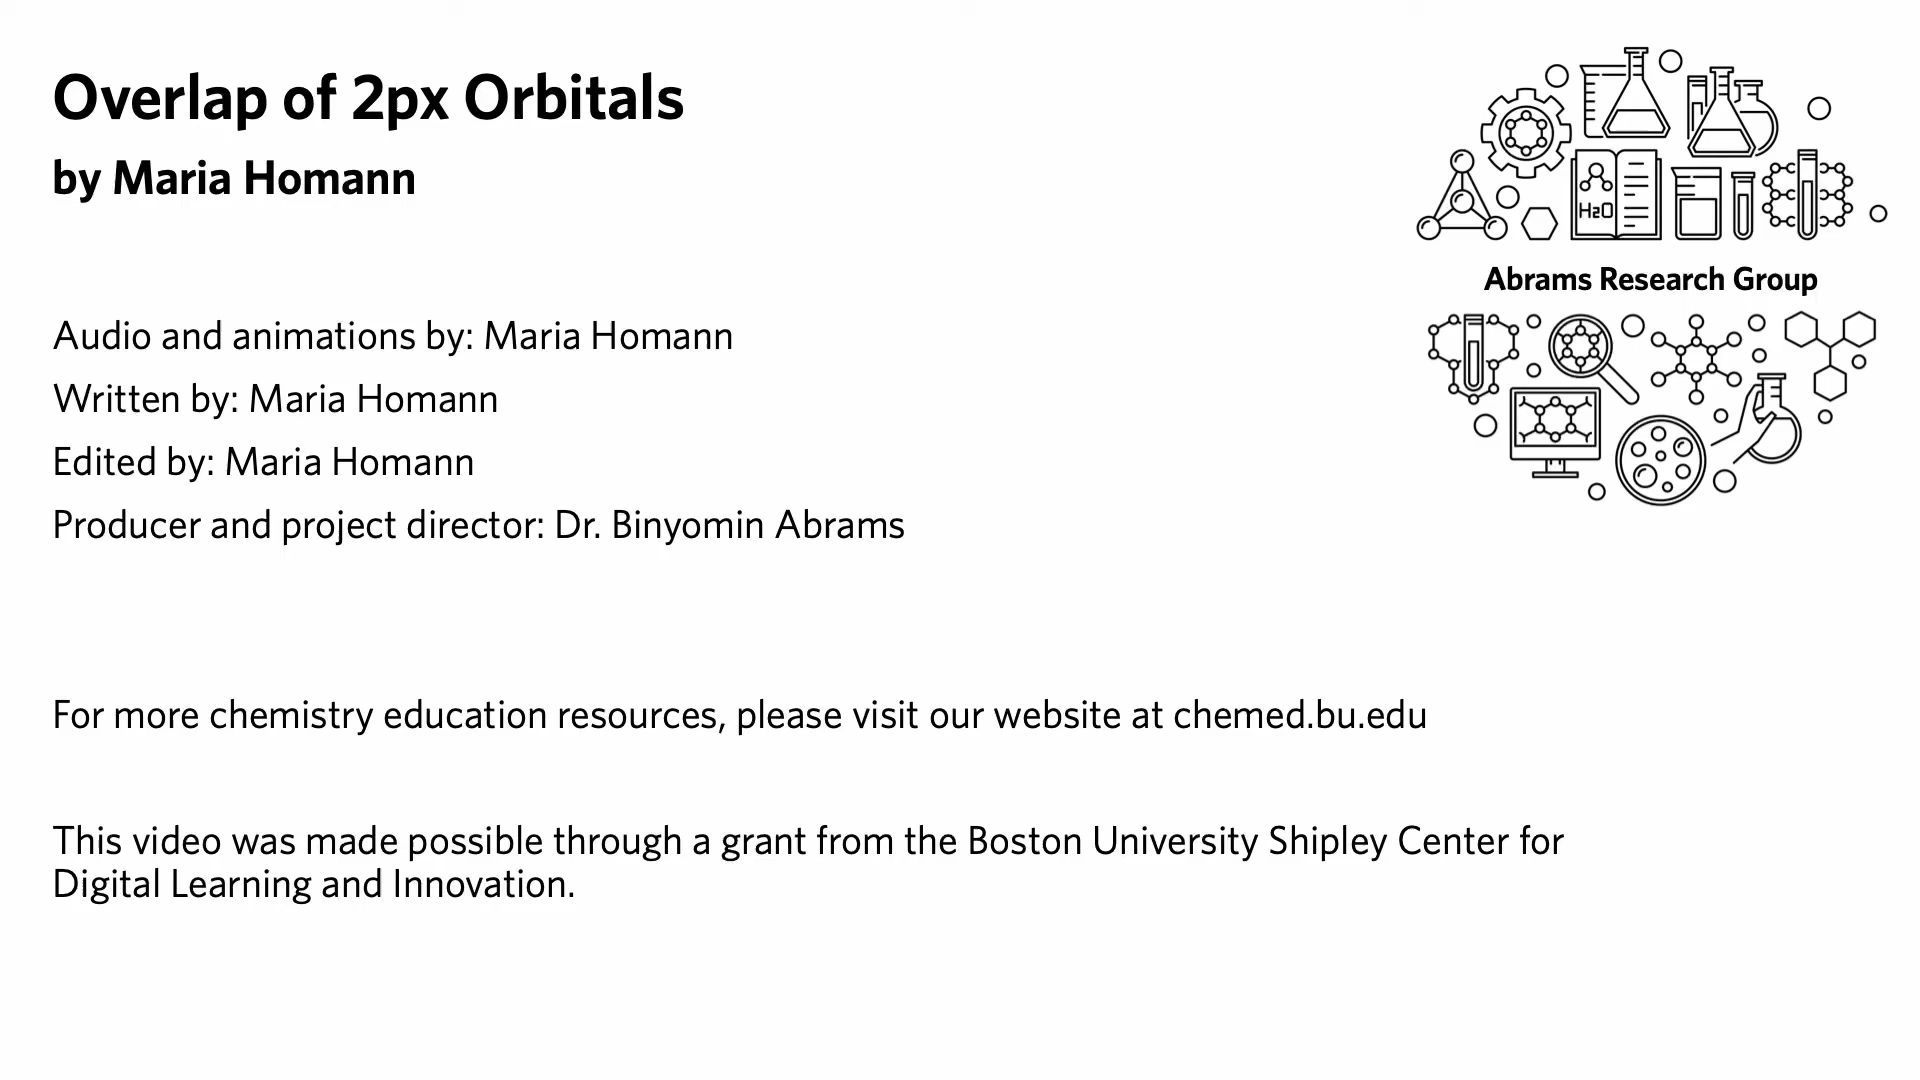 Overlap of 2px Orbitals
by Maria Homann
H2O
Abrams Research Group
Audio and animations by: Maria Homann
Written by: Maria Homann
Edited by: Maria Homann
Producer and project director: Dr. Binyomin Abrams
For more chemistry education resources, please visit our website at chemed.bu.edu
This video was made possible through a grant from the Boston University Shipley Center for
Digital Learning and Innovation.